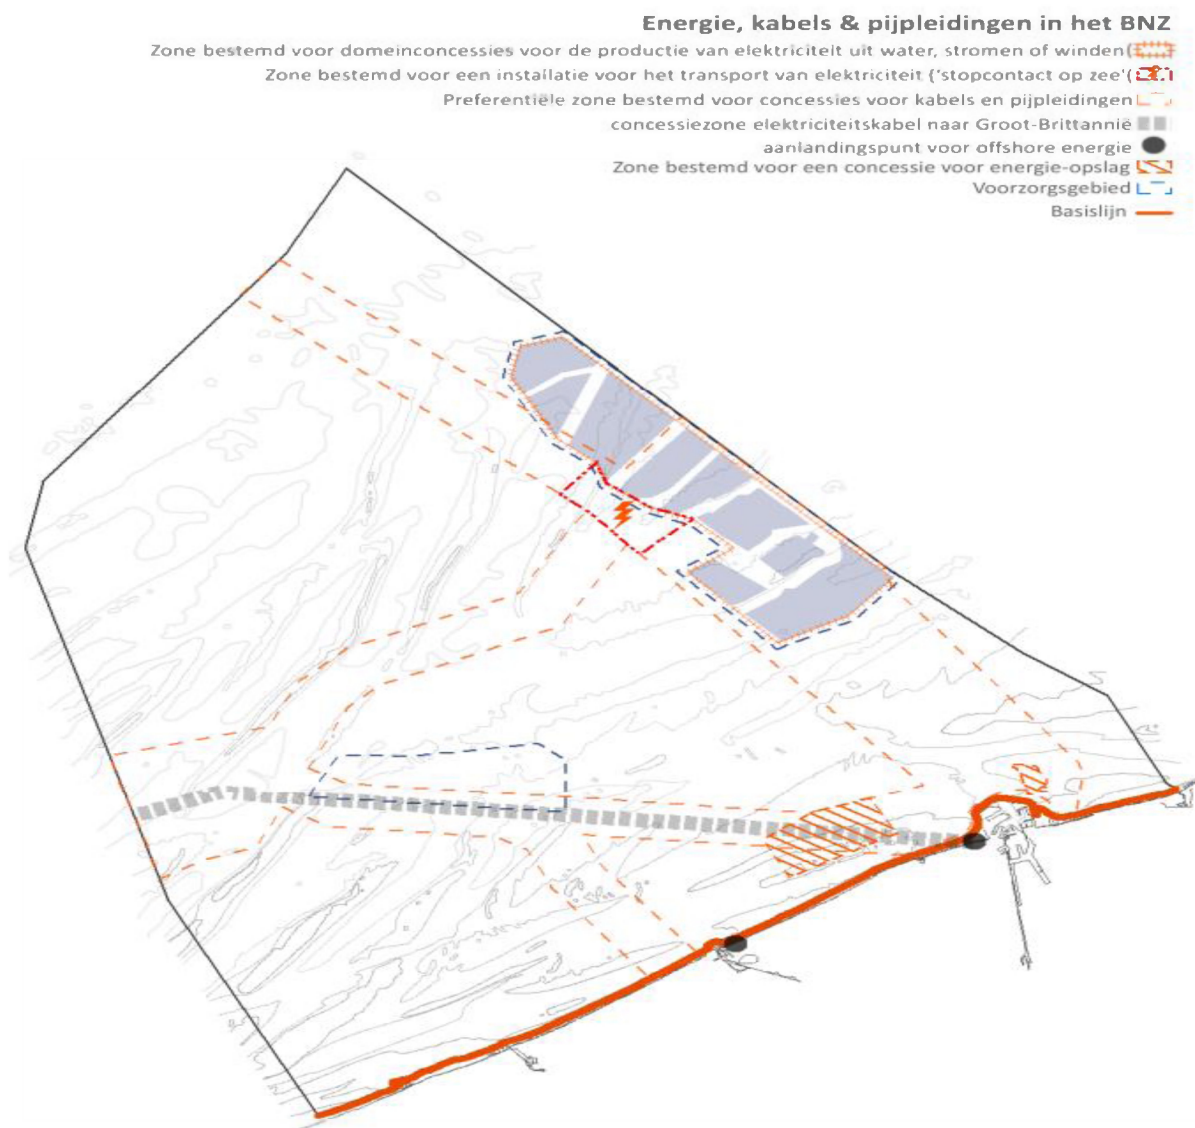 Energie, kabels & pijpleidingen in het BNZ
Zone bestemd voor domeinconcessies voor de productie van elektriciteit uit water, stromen of winden(
Zone bestemd voor een installatie voor het transport van elektriciteit ('stopcontact op zee'(
Preferentiële zone bestemd voor concessies voor kabels en pijpleidingen
concessiezone elektriciteitskabel naar Groot-Brittannië
aanlandingspunt voor offshore energie
Zone bestemd voor een concessie voor energie-opslag
Voorzorgsgebied
Basislijn